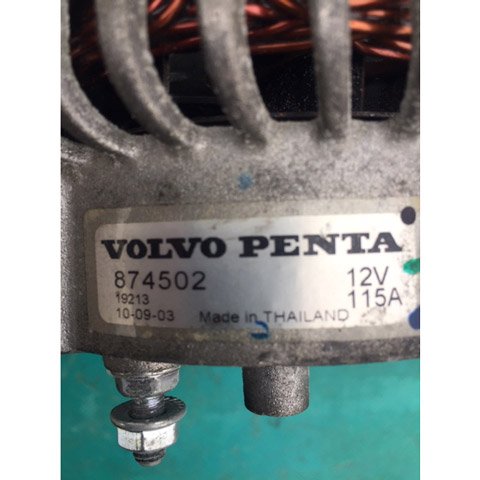 VOLVO PENTA
874502 12V
19213 115A
10-09-03 Made in THAILAND